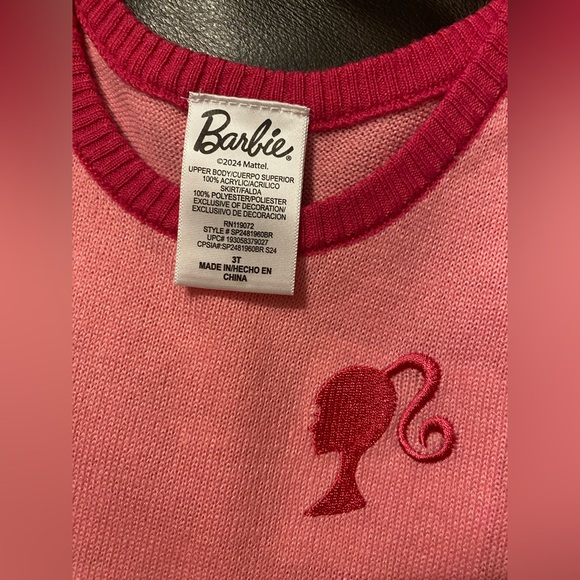 Barbie
©2024 Mattel.
UPPER BODY/CUERPO SUPERIOR
100% ACRYLIC/ACRILICO
SKIRT/FALDA
100% POLYESTER/POLIESTER
EXCLUSIVE OF DECORATION/
EXCLUSIIVO DE DECORACION
RN119072
STYLE # SP2481960BR
UPC# 193058379027
CPSIA#:SP2481960BR S24
3T
MADE IN/HECHO EN
CHINA